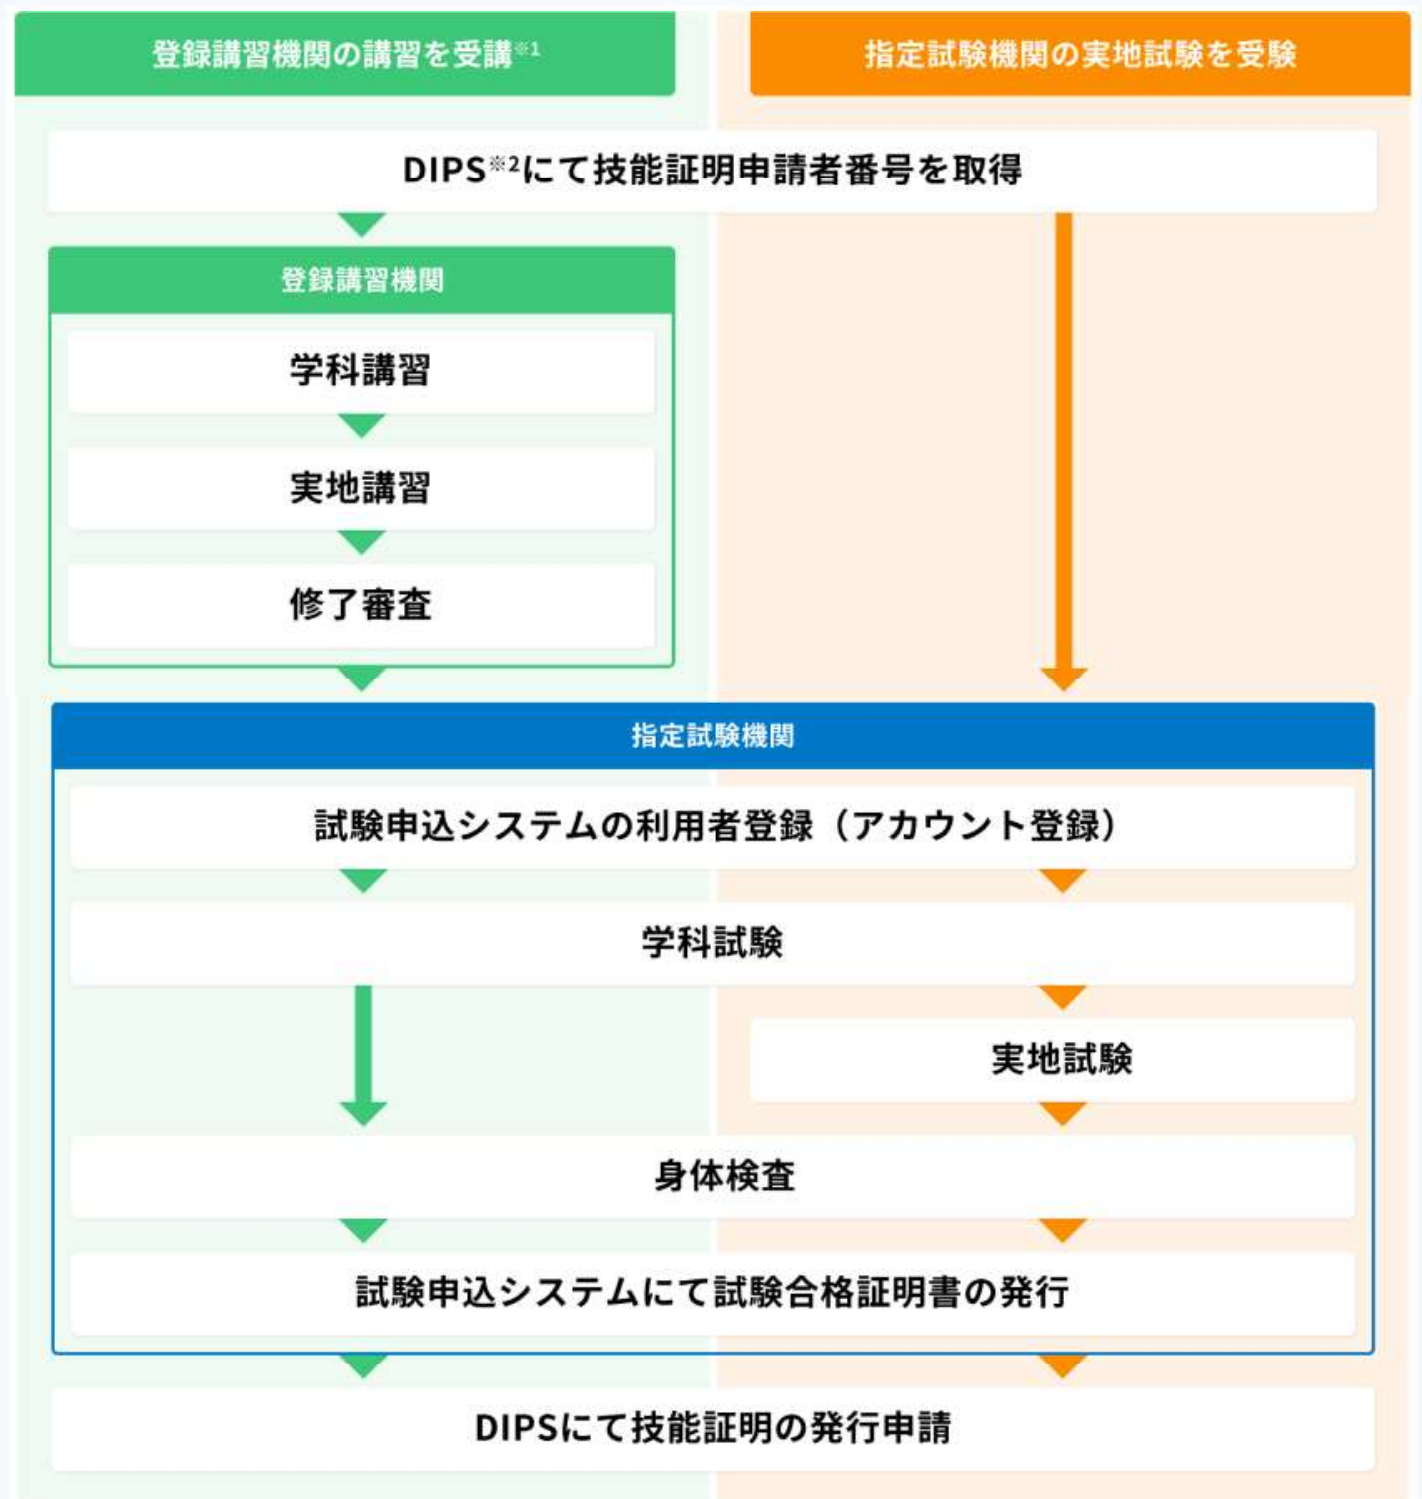 登録講習機関の講習を受講※1
指定試験機関の実地試験を受験
DIPS※2にて技能証明申請者番号を取得
登録講習機関
学科講習
実地講習
修了審査
指定試験機関
試験申込システムの利用者登録（アカウント登録）
学科試験
実地試験
身体検査
試験申込システムにて試験合格証明書の発行
DIPSにて技能証明の発行申請